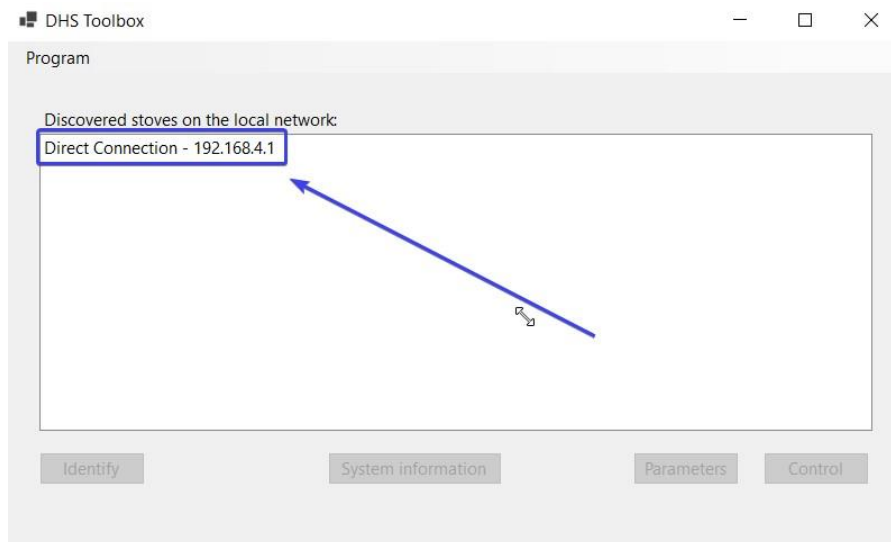 DHS Toolbox
Program
Discovered stoves on the local network:
Direct Connection - 192.168.4.1
Identify
System information
Parameters
Control